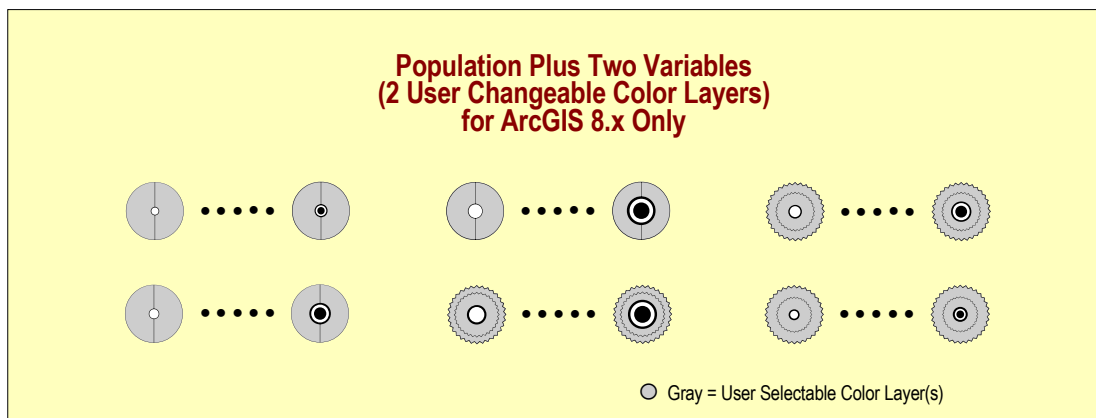 Population Plus Two Variables
(2 User Changeable Color Layers)
for ArcGIS 8.x Only
Gray = User Selectable Color Layer(s)